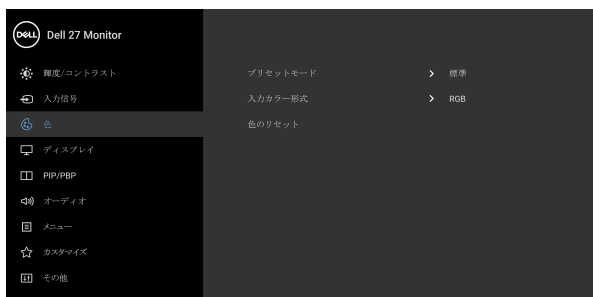 DELL Dell 27 Monitor
輝度/コントラスト プリセットモード > 標準
入力信号 入力カラー形式 > RGB
色 色のリセット
ディスプレイ
PIP/PBP
オーディオ
メニュー
カスタマイズ
その他